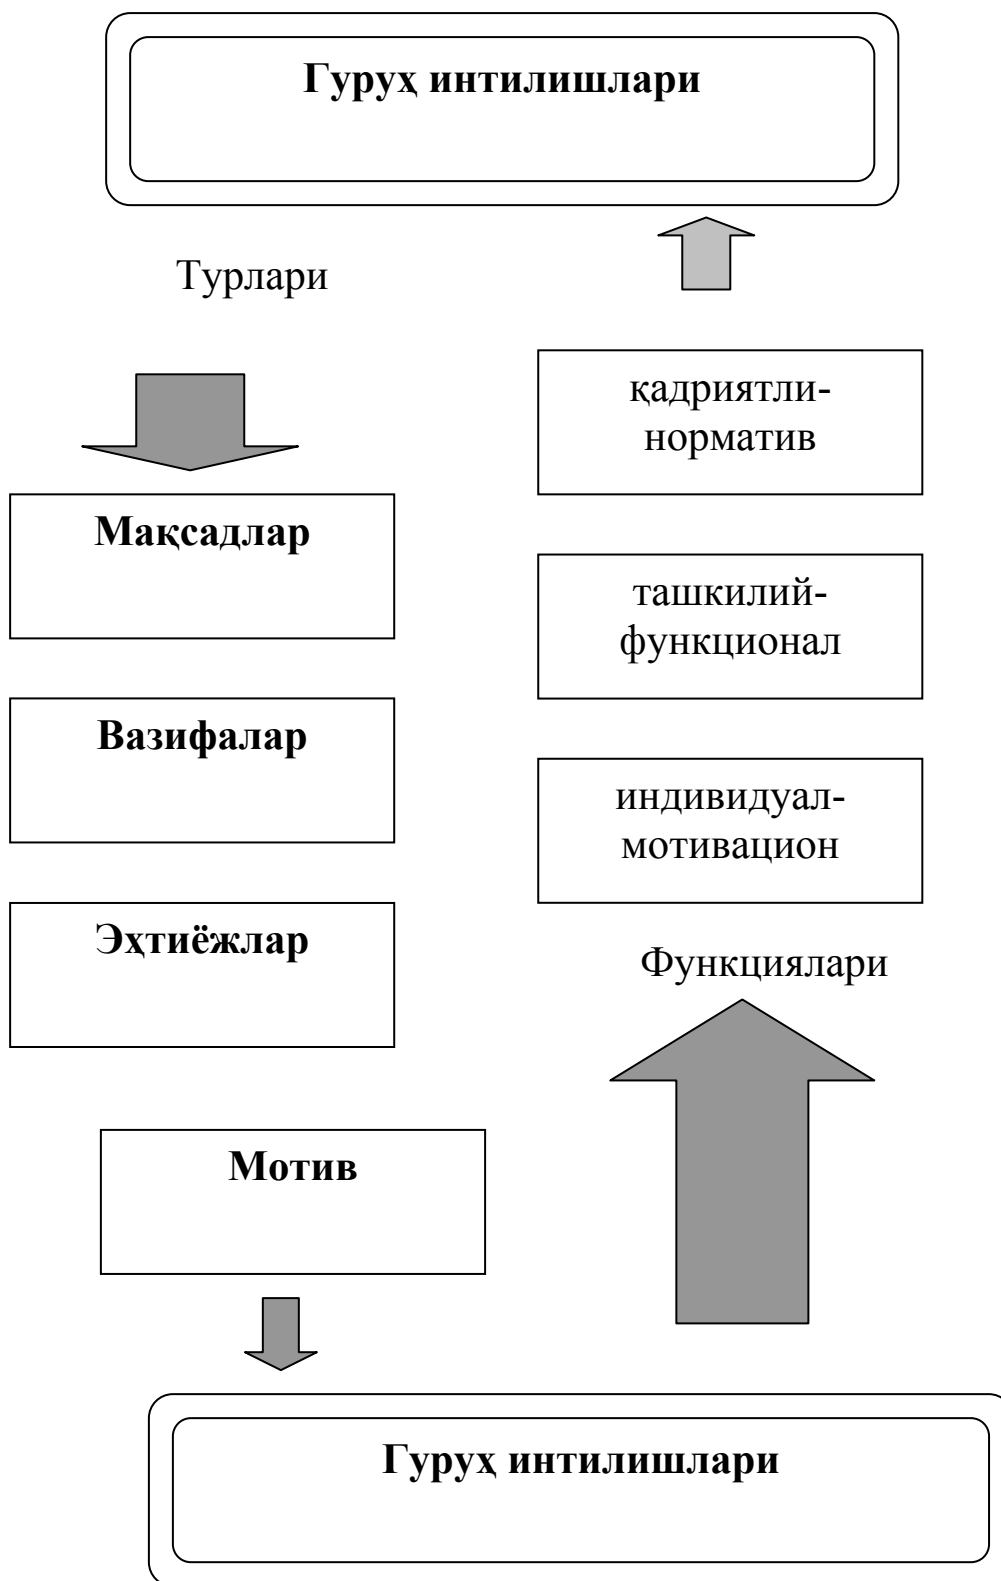 Гуруҳ интилишлари
Турлари
қадриятли-
норматив
Мақсадлар
ташкилий-
функционал
Вазифалар
индивидуал-
мотивацион
Эҳтиёжлар
Функциялари
Мотив
Гуруҳ интилишлари